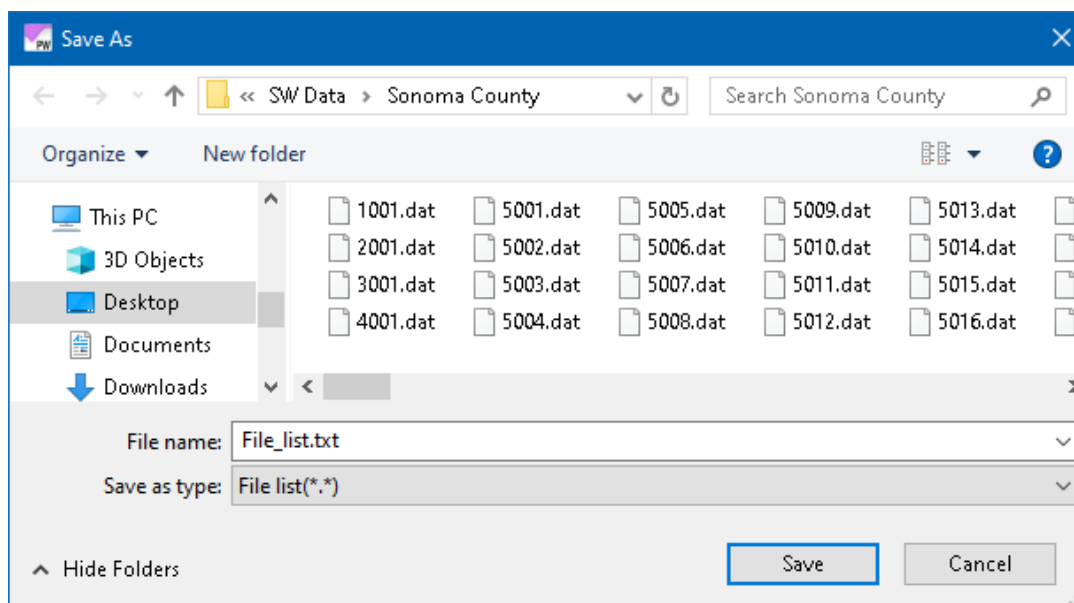 PW Save As
« SW Data > Sonoma County Search Sonoma County
Organize New folder ?
This PC
3D Objects
Desktop
Documents
Downloads
1001.dat 5001.dat 5005.dat 5009.dat 5013.dat
2001.dat 5002.dat 5006.dat 5010.dat 5014.dat
3001.dat 5003.dat 5007.dat 5011.dat 5015.dat
4001.dat 5004.dat 5008.dat 5012.dat 5016.dat
File name: File_list.txt
Save as type: File list(*.*)
Hide Folders Save Cancel